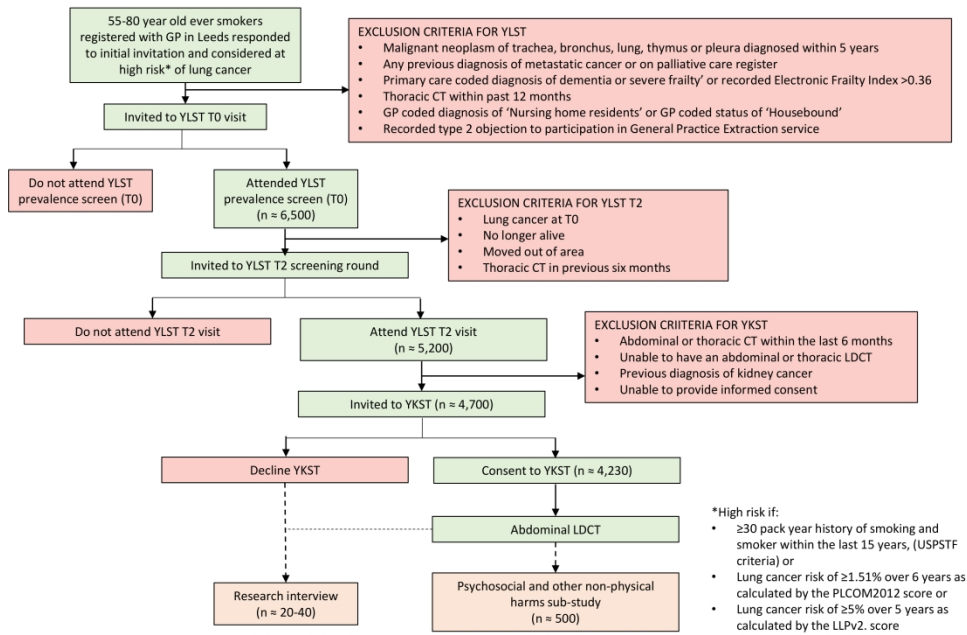 55-80 year old ever smokers
registered with GP in Leeds responded
to initial invitation and considered at
high risk* of lung cancer
EXCLUSION CRITERIA FOR YLST
• Malignant neoplasm of trachea, bronchus, lung, thymus or pleura diagnosed within 5 years
• Any previous diagnosis of metastatic cancer or on palliative care register
• Primary care coded diagnosis of dementia or severe frailty’ or recorded Electronic Frailty Index >0.36
• Thoracic CT within past 12 months
• GP coded diagnosis of ‘Nursing home residents’ or GP coded status of ‘Housebound’
• Recorded type 2 objection to participation in General Practice Extraction service
Invited to YLST T0 visit
Do not attend YLST
prevalence screen (T0)
Attended YLST
prevalence screen (T0)
(n ≈ 6,500)
EXCLUSION CRITERIA FOR YLST T2
• Lung cancer at T0
• No longer alive
• Moved out of area
• Thoracic CT in previous six months
Invited to YLST T2 screening round
Do not attend YLST T2 visit
Attend YLST T2 visit
(n ≈ 5,200)
EXCLUSION CRIITERIA FOR YKST
• Abdominal or thoracic CT within the last 6 months
• Unable to have an abdominal or thoracic LDCT
• Previous diagnosis of kidney cancer
• Unable to provide informed consent
Invited to YKST (n ≈ 4,700)
Decline YKST
Consent to YKST (n ≈ 4,230)
Abdominal LDCT
Research interview
(n ≈ 20-40)
Psychosocial and other non-physical
harms sub-study
(n ≈ 500)
*High risk if:
• ≥30 pack year history of smoking and
smoker within the last 15 years, (USPSTF
criteria) or
• Lung cancer risk of ≥1.51% over 6 years as
calculated by the PLCOM2012 score or
• Lung cancer risk of ≥5% over 5 years as
calculated by the LLPv2. score